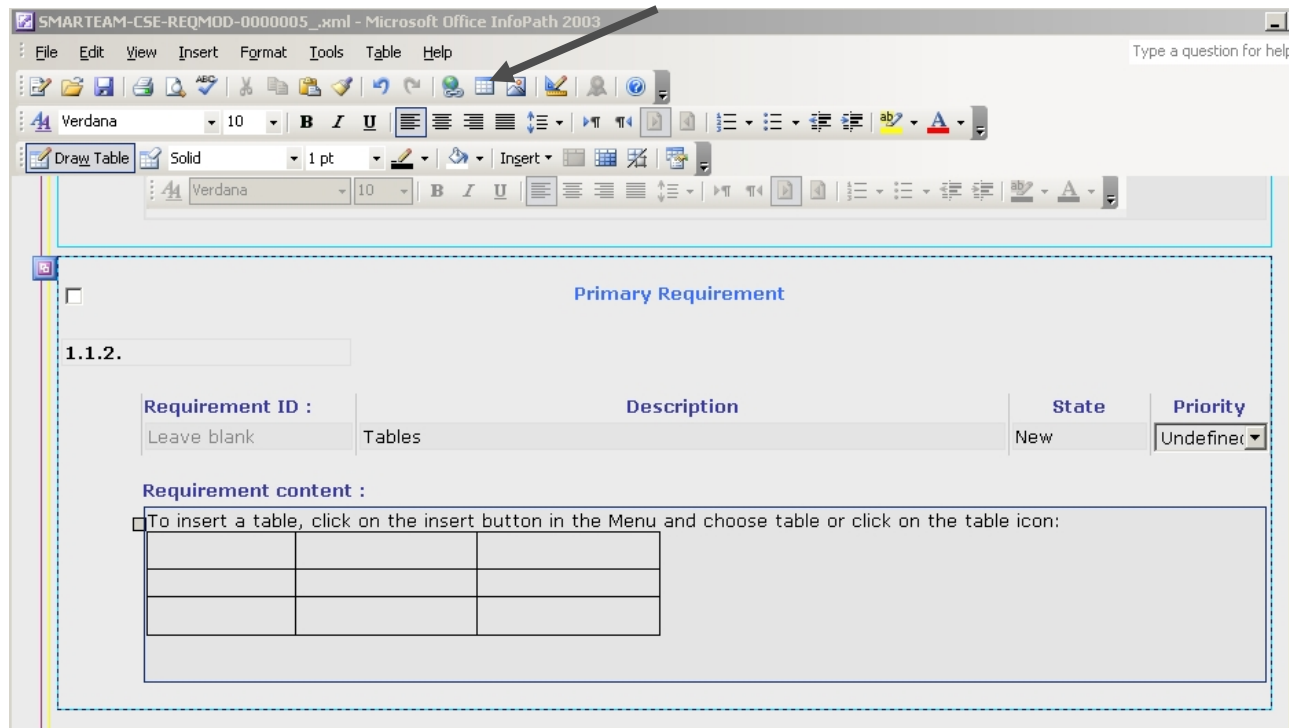 SMARTEAM-CSE-REQMOD-0000005_.xml - Microsoft Office InfoPath 2003
File Edit View Insert Format Tools Table Help Type a question for help
ABC
Verdana 10 B I U ab A
Draw Table Solid 1 pt Insert
Verdana 10 B I U ab A
Primary Requirement
1.1.2.
Requirement ID : Description State Priority
Leave blank Tables New Undefined
Requirement content :
To insert a table, click on the insert button in the Menu and choose table or click on the table icon: